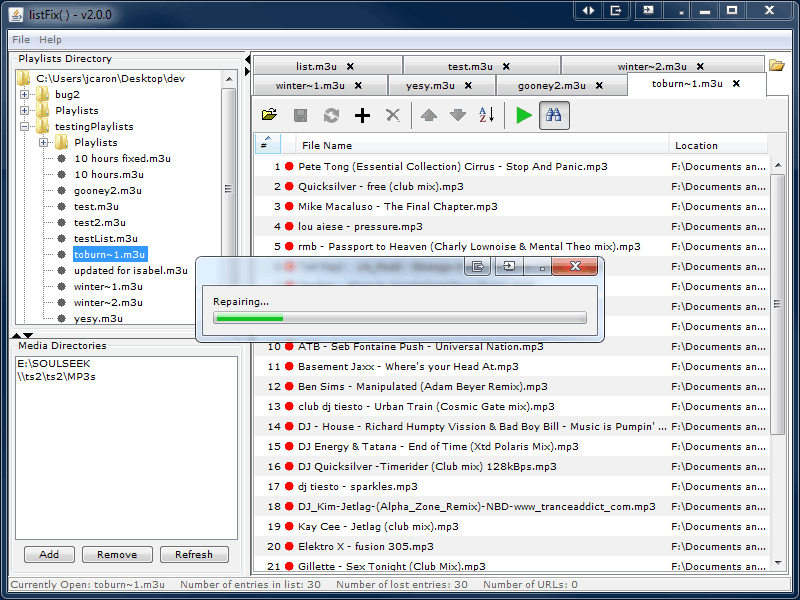 listFix( ) - v2.0.0
File Help
Playlists Directory
C:\Users\jcaron\Desktop\dev
bug2
Playlists
testingPlaylists
Playlists
10 hours fixed.m3u
10 hours.m3u
gooney2.m3u
test.m3u
test2.m3u
testList.m3u
toburn~1.m3u
updated for isabel.m3u
winter~1.m3u
winter~2.m3u
yesy.m3u
Media Directories
E:\SOULSEEK
\\ts2\ts2\MP3s
Add Remove Refresh
list.m3u test.m3u winter~2.m3u
winter~1.m3u yesy.m3u gooney2.m3u toburn~1.m3u
A Z
# File Name Location
1 Pete Tong (Essential Collection) Cirrus - Stop And Panic.mp3 F:\Documents an...
2 Quicksilver - free (club mix).mp3 F:\Documents an...
3 Mike Macaluso - The Final Chapter.mp3 F:\Documents an...
4 lou aiese - pressure.mp3 F:\Documents an...
5 rmb - Passport to Heaven (Charly Lownoise & Mental Theo mix).mp3 F:\Documents an...
F:\Documents an...
F:\Documents an...
F:\Documents an...
F:\Documents an...
Repairing...
10 ATB - Seb Fontaine Push - Universal Nation.mp3 F:\Documents an...
11 Basement Jaxx - Where's your Head At.mp3 F:\Documents an...
12 Ben Sims - Manipulated (Adam Beyer Remix).mp3 F:\Documents an...
13 club dj tiesto - Urban Train (Cosmic Gate mix).mp3 F:\Documents an...
14 DJ - House - Richard Humpty Vission & Bad Boy Bill - Music is Pumpin' ... F:\Documents an...
15 DJ Energy & Tatana - End of Time (Xtd Polaris Mix).mp3 F:\Documents an...
16 DJ Quicksilver -Timerider (Club mix) 128kBps.mp3 F:\Documents an...
17 dj tiesto - sparkles.mp3 F:\Documents an...
18 DJ_Kim-Jetlag-(Alpha_Zone_Remix)-NBD-www_tranceaddict_com.mp3 F:\Documents an...
19 Kay Cee - Jetlag (club mix).mp3 F:\Documents an...
20 Elektro X - fusion 305.mp3 F:\Documents an...
21 Gillette - Sex Tonight (Club Mix).mp3 F:\Documents an...
Currently Open: toburn~1.m3u Number of entries in list: 30 Number of lost entries: 30 Number of URLs: 0